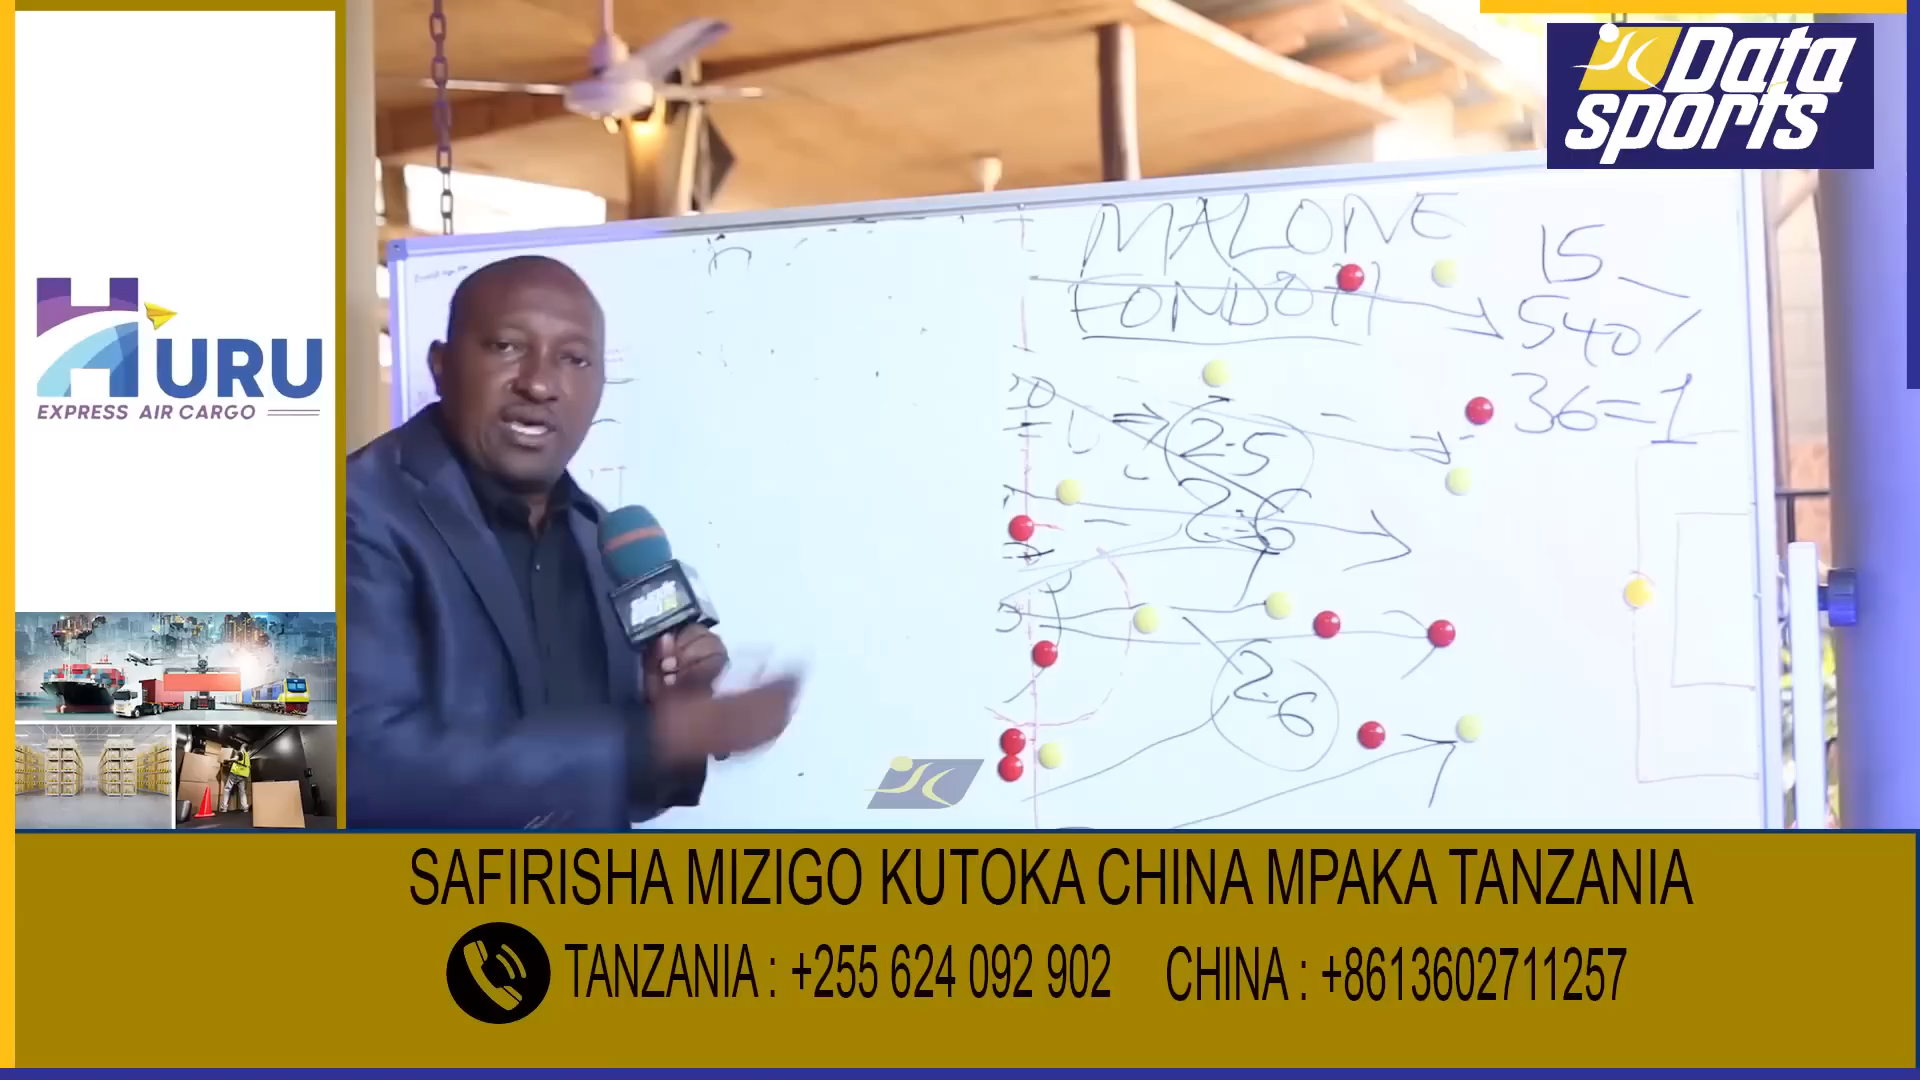 Data
sports
HURU
EXPRESS AIR CARGO
MALONE
FONDOH
15
540/
36=1
2-5
2-6
2-6
SAFIRISHA MIZIGO KUTOKA CHINA MPAKA TANZANIA
TANZANIA : +255 624 092 902 CHINA : +8613602711257